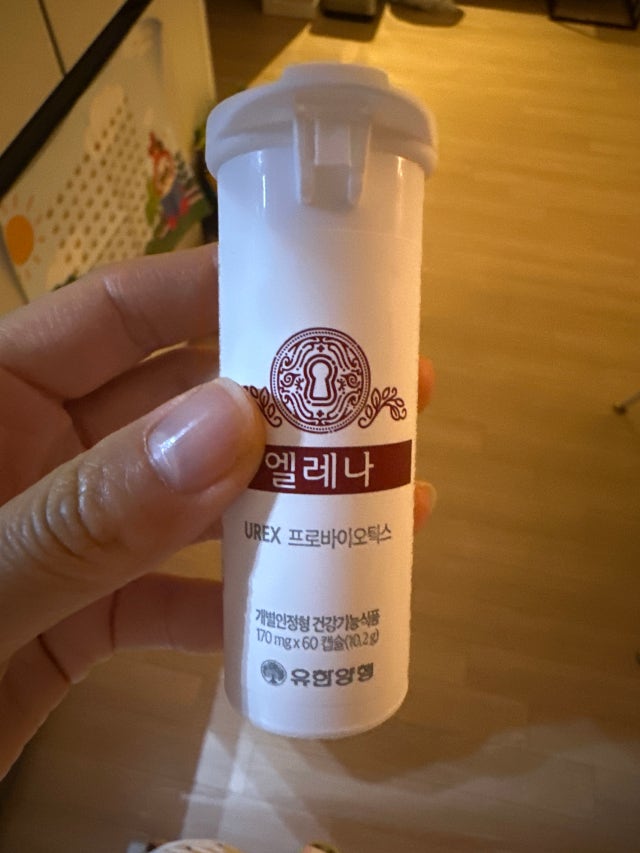 엘레나
UREX 프로바이오틱스
개별인정형 건강기능식품
170 mg x 60 캡슐(10.2 g)
유한양행